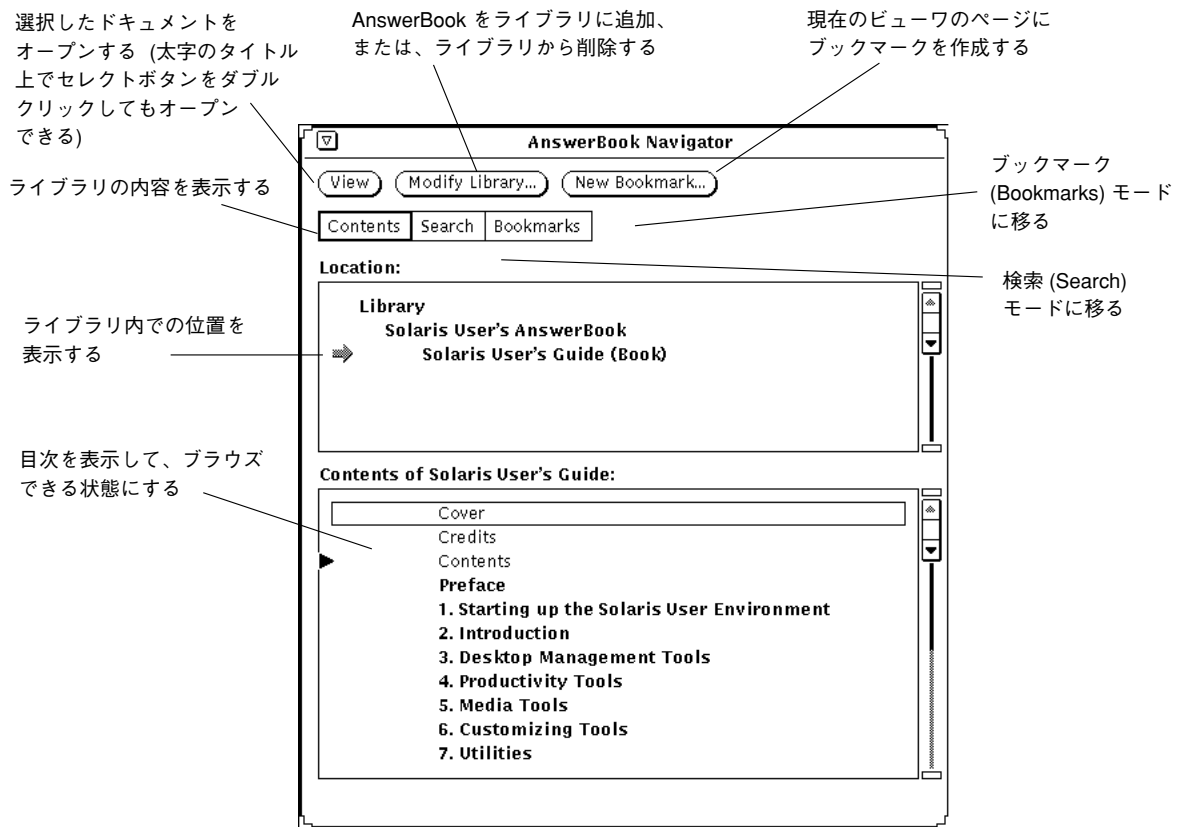 選択したドキュメントを
オープンする (太字のタイトル
上でセレクトボタンをダブル
クリックしてもオープン
できる)
AnswerBook をライブラリに追加、
または、ライブラリから削除する
現在のビューワのページに
ブックマークを作成する
ライブラリの内容を表示する
ブックマーク
(Bookmarks) モード
に移る
検索 (Search)
モードに移る
ライブラリ内での位置を
表示する
目次を表示して、ブラウズ
できる状態にする
AnswerBook Navigator
View Modify Library... New Bookmark...
Contents Search Bookmarks
Location:
Library
Solaris User's AnswerBook
Solaris User's Guide (Book)
Contents of Solaris User's Guide:
Cover
Credits
Contents
Preface
1. Starting up the Solaris User Environment
2. Introduction
3. Desktop Management Tools
4. Productivity Tools
5. Media Tools
6. Customizing Tools
7. Utilities